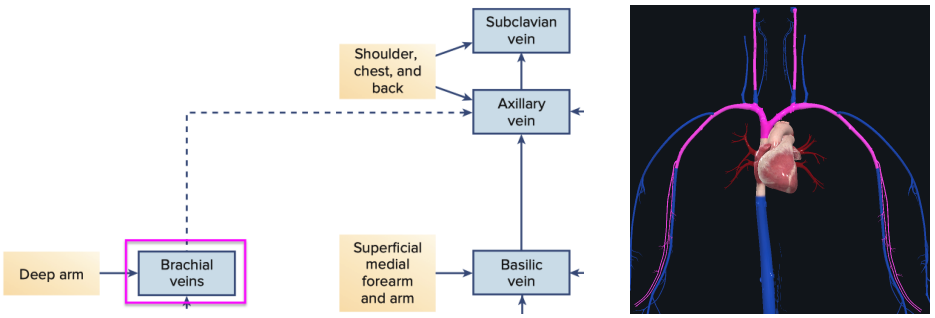 Subclavian
vein
Shoulder,
chest, and
back
Axillary
vein
Deep arm
Brachial
veins
Superficial
medial
forearm
and arm
Basilic
vein